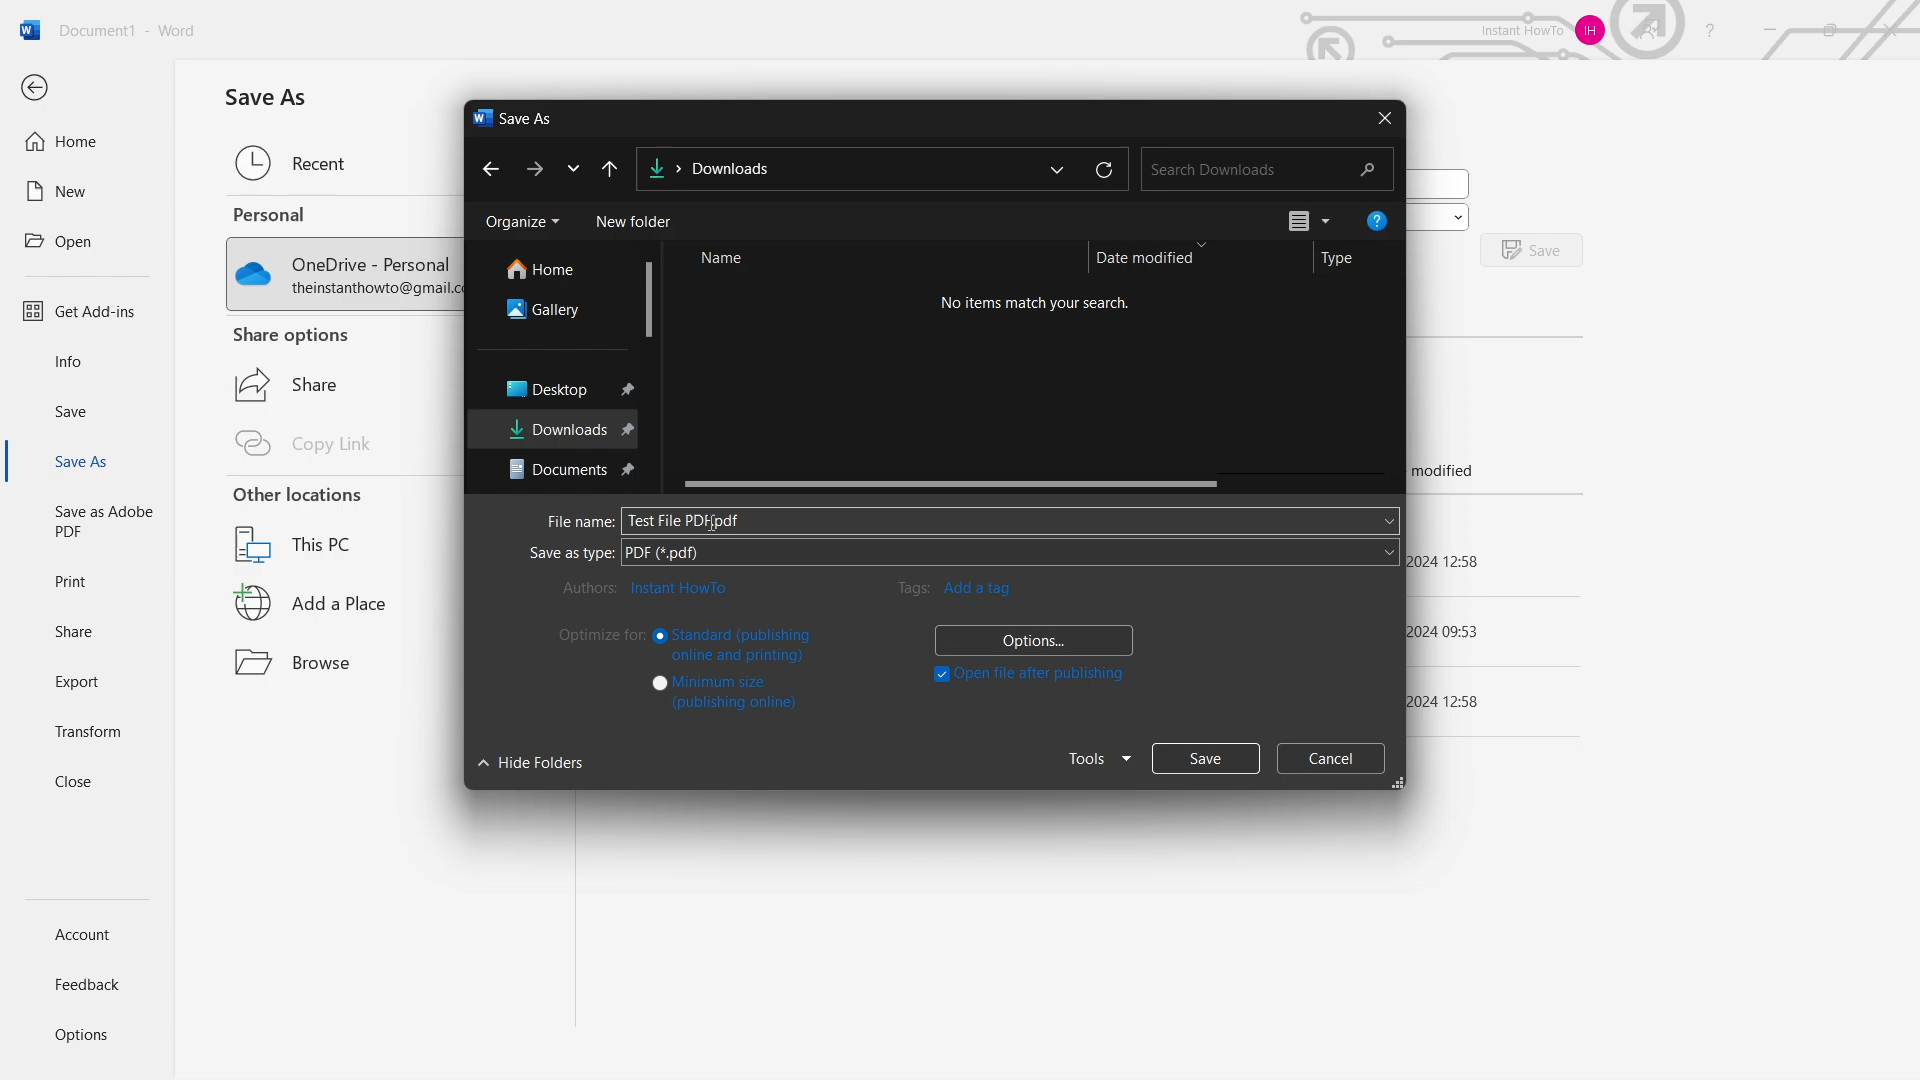 Document1 - Word
Instant HowTo
IH
?
Home
New
Open
Get Add-ins
Info
Save
Save As
Save as Adobe
PDF
Print
Share
Export
Transform
Close
Account
Feedback
Options
Save As
Recent
Personal
OneDrive - Personal
theinstanthowto@gmail.c
Share options
Share
Copy Link
Other locations
This PC
Add a Place
Browse
Save As
Downloads
Search Downloads
Organize
New folder
?
Home
Gallery
Desktop
Downloads
Documents
Name
Date modified
Type
No items match your search.
File name: Test File PDF.pdf
Save as type: PDF (*.pdf)
Authors: Instant HowTo
Tags: Add a tag
Optimize for: Standard (publishing
online and printing)
Minimum size
(publishing online)
Options...
Open file after publishing
Hide Folders
Tools
Save
Cancel
Save
modified
2024 12:58
2024 09:53
2024 12:58